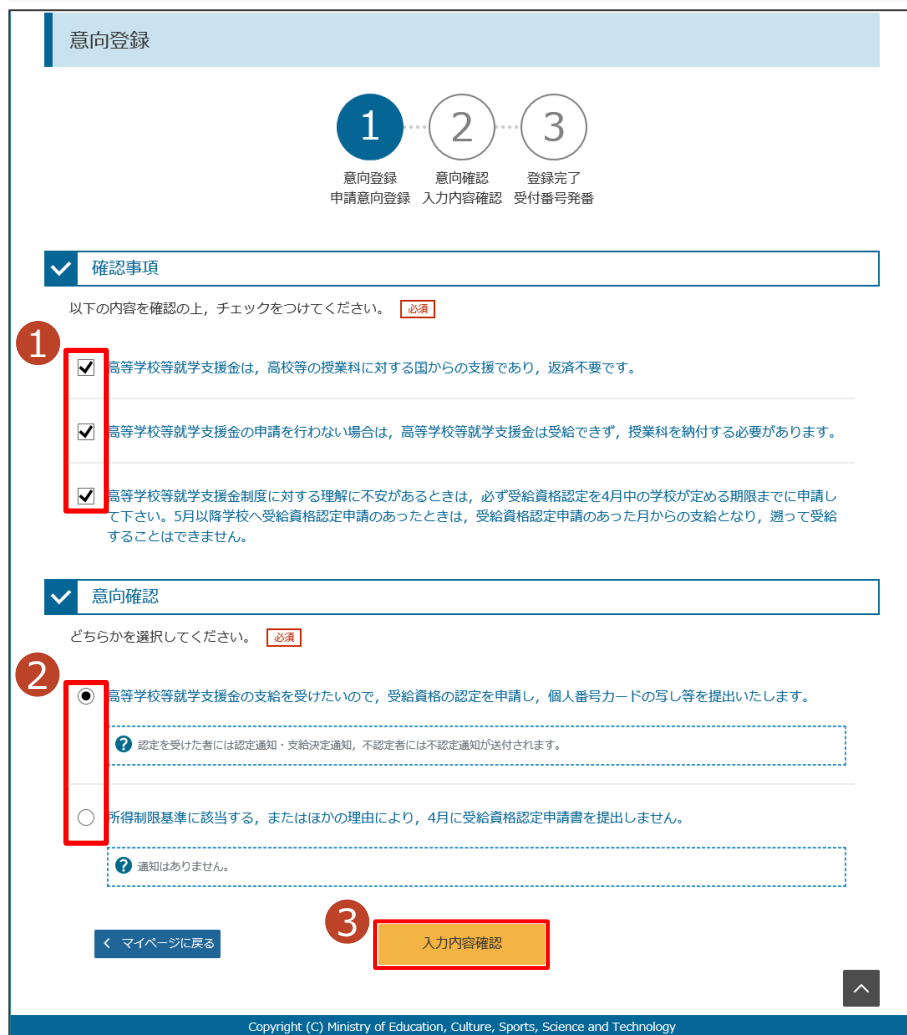 意向登録
1 2 3
意向登録 意向確認 登録完了
申請意向登録 入力内容確認 受付番号発番
確認事項
以下の内容を確認の上，チェックをつけてください。 必須
1
高等学校等就学支援金は，高校等の授業科に対する国からの支援であり，返済不要です。
高等学校等就学支援金の申請を行わない場合は，高等学校等就学支援金は受給できず，授業科を納付する必要があります。
高等学校等就学支援金制度に対する理解に不安があるときは，必ず受給資格認定を4月中の学校が定める期限までに申請し
て下さい。5月以降学校へ受給資格認定申請のあったときは，受給資格認定申請のあった月からの支給となり，遡って受給
することはできません。
意向確認
どちらかを選択してください。 必須
2
高等学校等就学支援金の支給を受けたいので，受給資格の認定を申請し，個人番号カードの写し等を提出いたします。
? 認定を受けた者には認定通知・支給決定通知，不認定者には不認定通知が送付されます。
所得制限基準に該当する，またはほかの理由により，4月に受給資格認定申請書を提出しません。
? 通知はありません。
3
マイページに戻る 入力内容確認
Copyright (C) Ministry of Education, Culture, Sports, Science and Technology